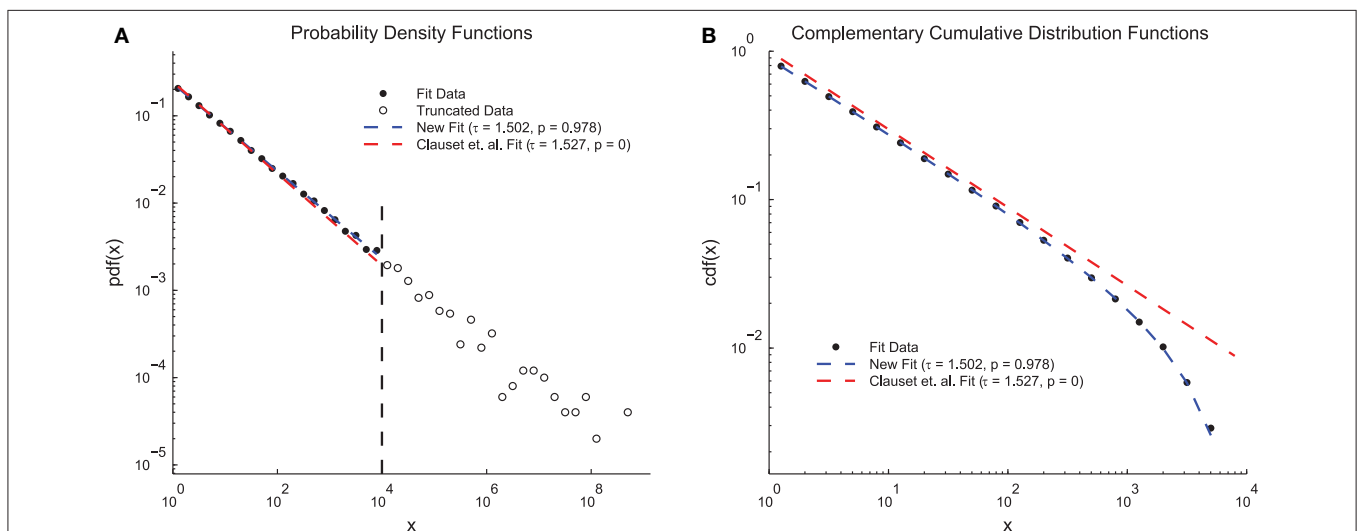 A Probability Density Functions
10^-1
10^-2
10^-3
10^-4
10^-5
pdf(x)
Fit Data
Truncated Data
New Fit (τ = 1.502, p = 0.978)
Clauset et. al. Fit (τ = 1.527, p = 0)
10^0 10^2 10^4 10^6 10^8
x
B Complementary Cumulative Distribution Functions
10^0
10^-1
10^-2
cdf(x)
Fit Data
New Fit (τ = 1.502, p = 0.978)
Clauset et. al. Fit (τ = 1.527, p = 0)
10^0 10^1 10^2 10^3 10^4
x